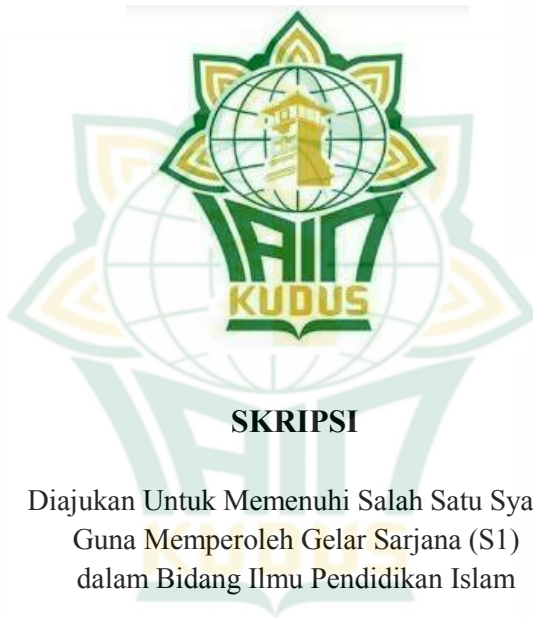 IAIN
KUDUS
SKRIPSI
Diajukan Untuk Memenuhi Salah Satu Sya
Guna Memperoleh Gelar Sarjana (S1)
dalam Bidang Ilmu Pendidikan Islam